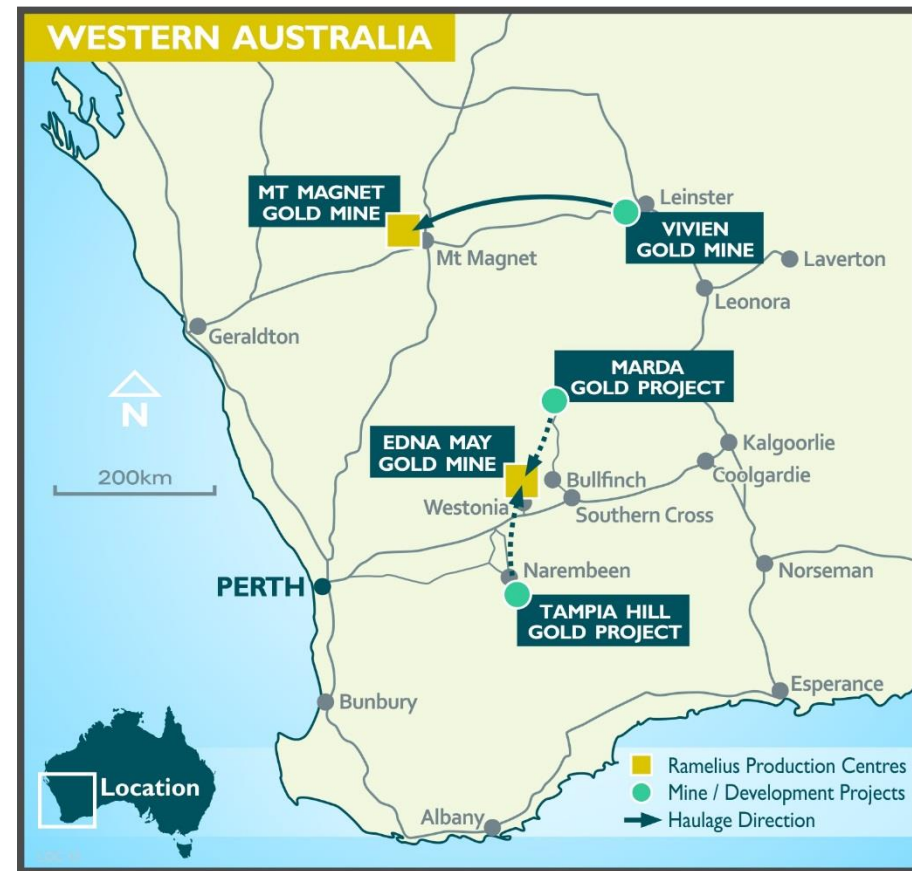 WESTERN AUSTRALIA
MT MAGNET
GOLD MINE
Leinster
VIVIEN
GOLD MINE
Mt Magnet
Laverton
Leonora
Geraldton
MARDA
GOLD PROJECT
N
EDNA MAY
GOLD MINE
Kalgoorlie
Coolgardie
200km
Bullfinch
Westonia
Southern Cross
Narembeen
Norseman
PERTH
TAMPIA HILL
GOLD PROJECT
Esperance
Bunbury
Location
Ramelius Production Centres
Mine / Development Projects
Haulage Direction
Albany